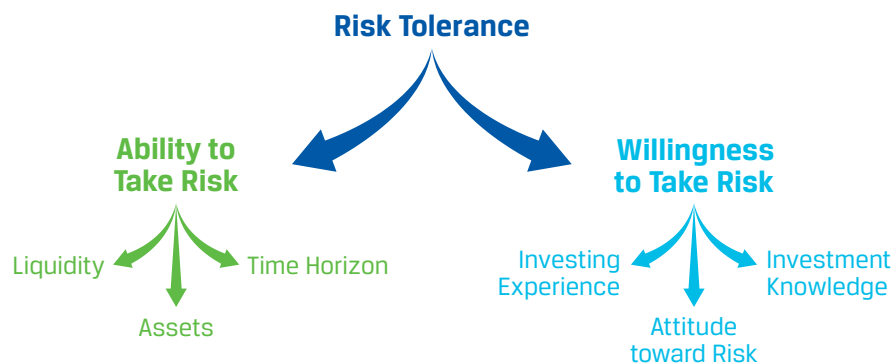 Risk Tolerance
Ability to
Take Risk
Willingness
to Take Risk
Liquidity
Time Horizon
Assets
Investing
Experience
Investment
Knowledge
Attitude
toward Risk